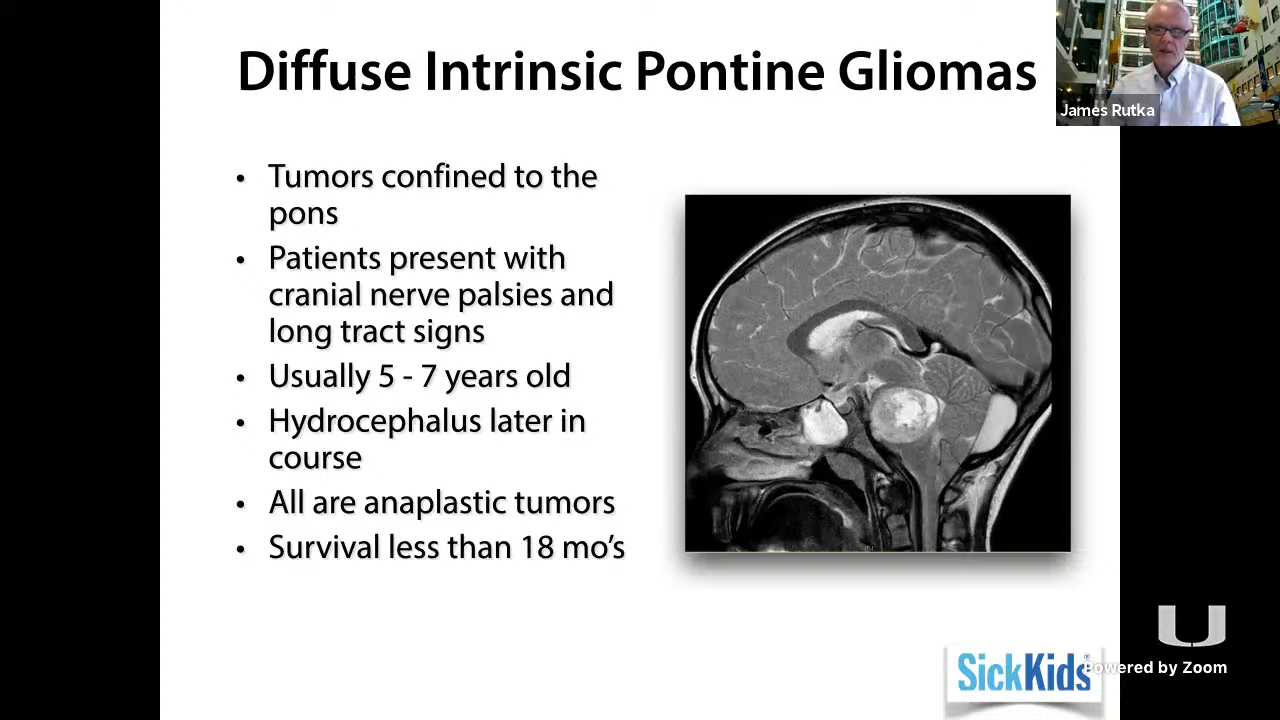 Diffuse Intrinsic Pontine Gliomas
James Rutka
• Tumors confined to the
pons
• Patients present with
cranial nerve palsies and
long tract signs
• Usually 5 - 7 years old
• Hydrocephalus later in
course
• All are anaplastic tumors
• Survival less than 18 mo’s
U
SickKids®
Powered by Zoom